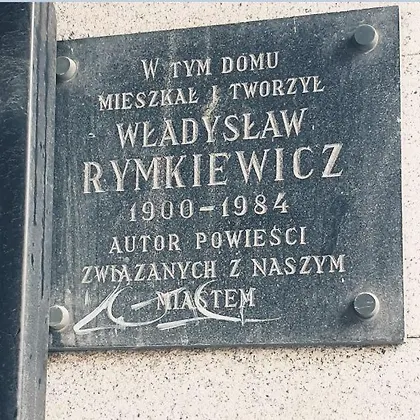 W TYM DOMU
MIESZKAŁ I TWORZYŁ
WŁADYSŁAW
RYMKIEWICZ
1900-1984
AUTOR POWIEŚCI
ZWIĄZANYCH Z NASZYM
MIASTEM